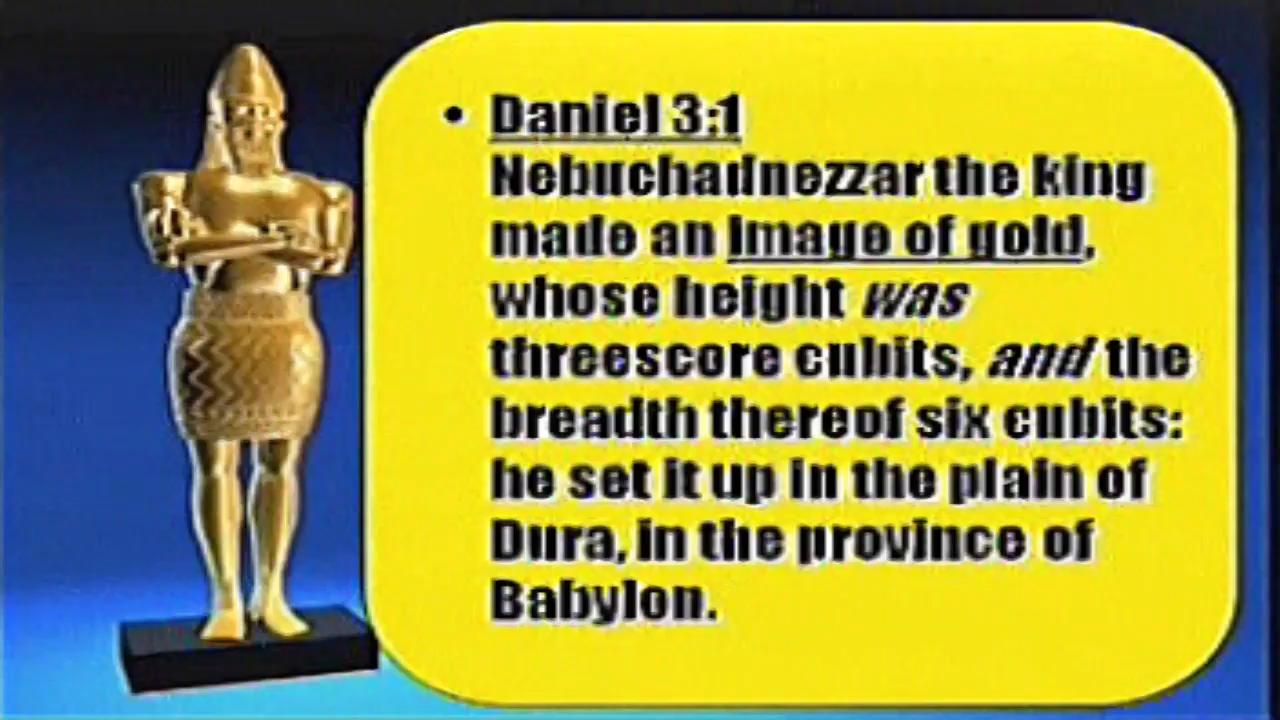 • Daniel 3:1
Nebuchadnezzar the king
made an image of gold,
whose height was
threescore cubits, and the
breadth thereof six cubits:
he set it up in the plain of
Dura, in the province of
Babylon.